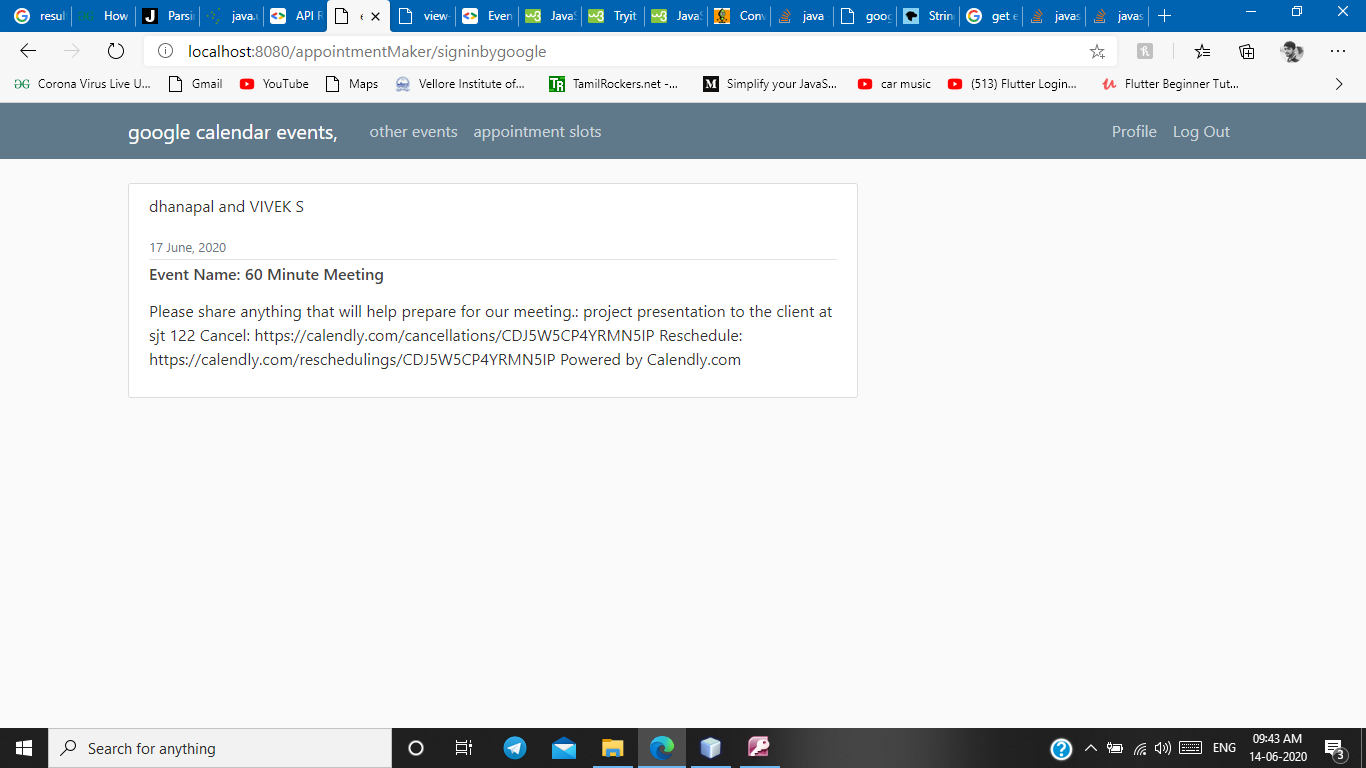 resul How Parsi java.u API R e view- Even JavaS Tryit JavaS Conv java goog String get e javas javas
localhost:8080/appointmentMaker/signinbygoogle
Corona Virus Live U... Gmail YouTube Maps Vellore Institute of... TamilRockers.net -... Simplify your JavaS... car music (513) Flutter Login... Flutter Beginner Tut...
google calendar events, other events appointment slots Profile Log Out
dhanapal and VIVEK S
17 June, 2020
Event Name: 60 Minute Meeting
Please share anything that will help prepare for our meeting.: project presentation to the client at
sjt 122 Cancel: https://calendly.com/cancellations/CDJ5W5CP4YRMN5IP Reschedule:
https://calendly.com/reschedulings/CDJ5W5CP4YRMN5IP Powered by Calendly.com
Search for anything ENG 09:43 AM
14-06-2020 3